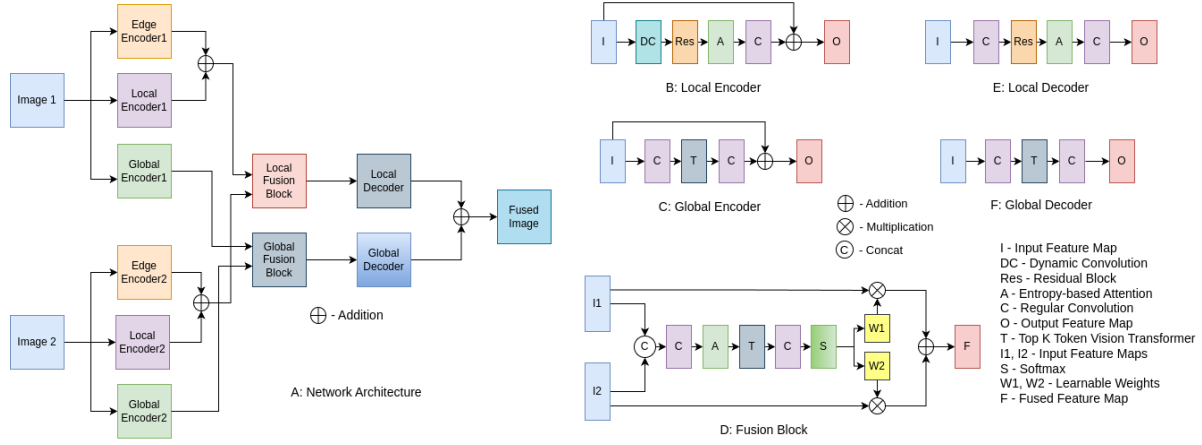 Edge
Encoder1
Image 1
Local
Encoder1
Global
Encoder1
Local
Fusion
Block
Local
Decoder
Fused
Image
Global
Fusion
Block
Global
Decoder
Edge
Encoder2
Image 2
Local
Encoder2
Global
Encoder2
- Addition
A: Network Architecture
I
DC
Res
A
C
O
B: Local Encoder
I
C
Res
A
C
O
E: Local Decoder
I
C
T
C
O
C: Global Encoder
I
C
T
C
O
F: Global Decoder
- Addition
- Multiplication
C - Concat
I1
I2
C
C
A
T
C
S
W1
W2
F
D: Fusion Block
I - Input Feature Map
DC - Dynamic Convolution
Res - Residual Block
A - Entropy-based Attention
C - Regular Convolution
O - Output Feature Map
T - Top K Token Vision Transformer
I1, I2 - Input Feature Maps
S - Softmax
W1, W2 - Learnable Weights
F - Fused Feature Map